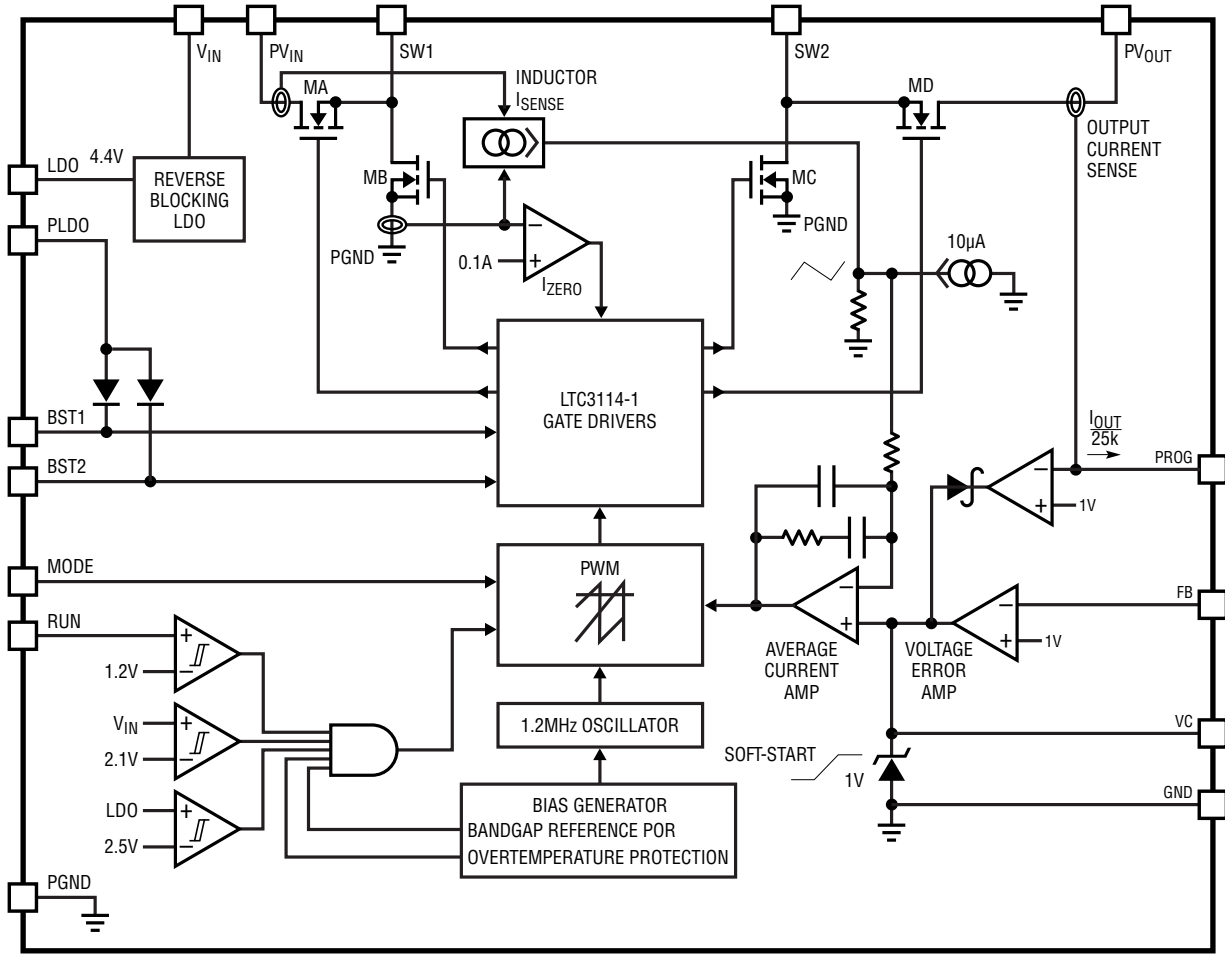 VIN
PVIN
SW1
SW2
PVOUT
MA
INDUCTOR
ISENSE
MD
OUTPUT
CURRENT
SENSE
LDO
4.4V
REVERSE
BLOCKING
LDO
MB
MC
PLDO
PGND
0.1A
–
+
IZERO
PGND
10µA
LTC3114-1
GATE DRIVERS
BST1
BST2
IOUT
25k
PROG
–
+
1V
MODE
PWM
FB
RUN
+
–
1.2V
–
+
AVERAGE
CURRENT
AMP
–
+
1V
VOLTAGE
ERROR
AMP
VIN
+
2.1V
–
1.2MHz OSCILLATOR
VC
SOFT-START
1V
LDO
+
2.5V
–
BIAS GENERATOR
BANDGAP REFERENCE POR
OVERTEMPERATURE PROTECTION
GND
PGND